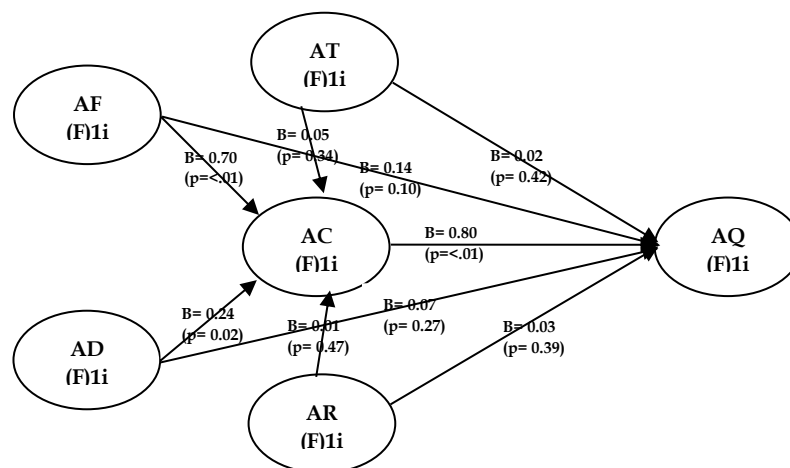 AT
(F)1i
AF
(F)1i
B= 0.05
(p= 0.34)
B= 0.70
(p=<.01)
B= 0.14
(p= 0.10)
B= 0.02
(p= 0.42)
AC
(F)1i
B= 0.80
(p=<.01)
AQ
(F)1i
B= 0.24
(p= 0.02)
B= 0.01
(p= 0.47)
B= 0.07
(p= 0.27)
B= 0.03
(p= 0.39)
AD
(F)1i
AR
(F)1i